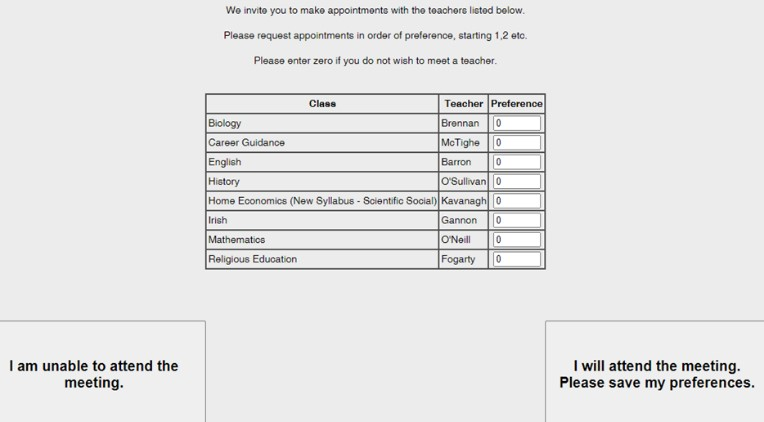 We invite you to make appointments with the teachers listed below.
Please request appointments in order of preference, starting 1,2 etc.
Please enter zero if you do not wish to meet a teacher.
Class Teacher Preference
Biology Brennan 0
Career Guidance McTighe 0
English Barron 0
History O'Sullivan 0
Home Economics (New Syllabus - Scientific Social) Kavanagh 0
Irish Gannon 0
Mathematics O'Neill 0
Religious Education Fogarty 0
I am unable to attend the
meeting.
I will attend the meeting.
Please save my preferences.